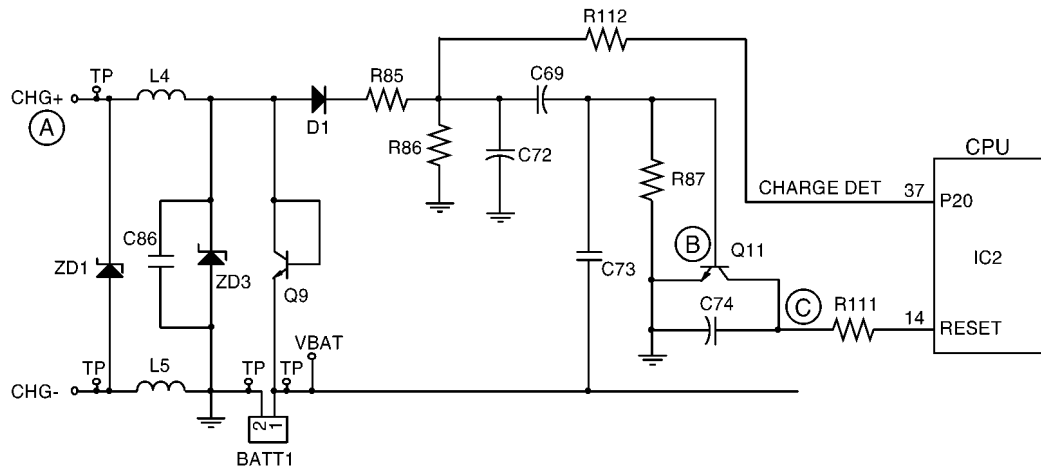 R112
TP
L4
R85
C69
CHG+
A
D1
R86
C72
R87
CPU
CHARGE DET
37
P20
B
Q11
IC2
C86
ZD1
ZD3
Q9
C73
C74
C
R111
14
RESET
VBAT
TP
L5
TP
TP
CHG-
2
1
BATT1